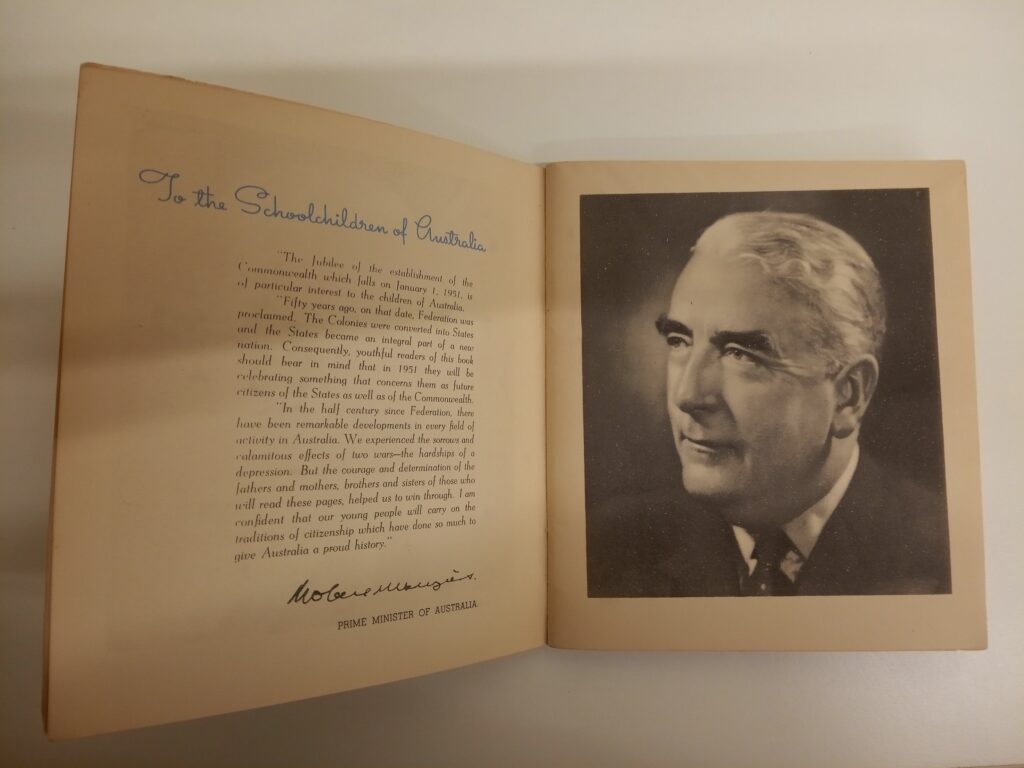 To the Schoolchildren of Australia
"The Jubilee of the establishment of the
Commonwealth which falls on January 1, 1951, is
of particular interest to the children of Australia.
"Fifty years ago, on that date, Federation was
proclaimed. The Colonies were converted into States
and the States became an integral part of a new
nation. Consequently, youthful readers of this book
should bear in mind that in 1951 they will be
celebrating something that concerns them as future
citizens of the States as well as of the Commonwealth.
"In the half century since Federation, there
have been remarkable developments in every field of
activity in Australia. We experienced the sorrows and
calamitous effects of two wars—the hardships of a
depression. But the courage and determination of the
fathers and mothers, brothers and sisters of those who
will read these pages, helped us to win through. I am
confident that our young people will carry on the
traditions of citizenship which have done so much to
give Australia a proud history."
Robert Menzies.
PRIME MINISTER OF AUSTRALIA.